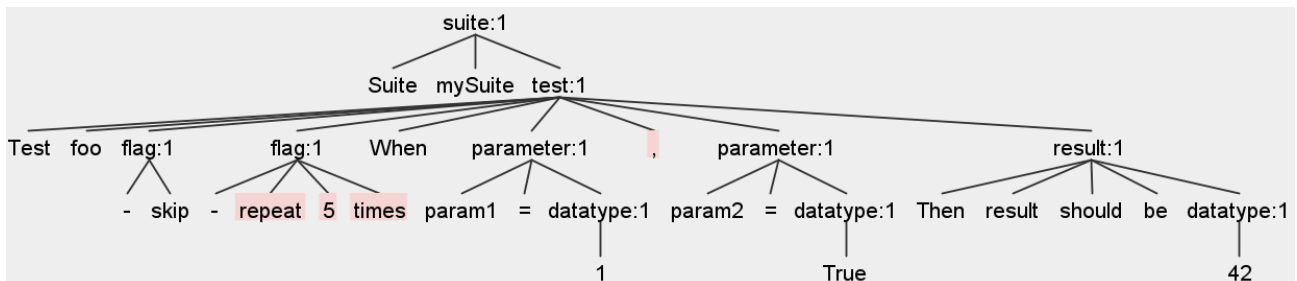 suite:1
Suite mySuite test:1
Test foo flag:1 flag:1 When parameter:1 , parameter:1 result:1
- skip - repeat 5 times param1 = datatype:1 param2 = datatype:1 Then result should be datatype:1
1 True 42